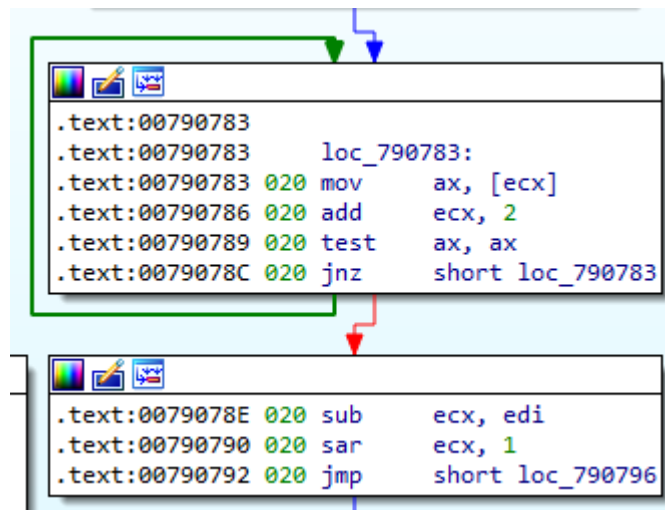 .text:00790783
.text:00790783 loc_790783:
.text:00790783 020 mov ax, [ecx]
.text:00790786 020 add ecx, 2
.text:00790789 020 test ax, ax
.text:0079078C 020 jnz short loc_790783
.text:0079078E 020 sub ecx, edi
.text:00790790 020 sar ecx, 1
.text:00790792 020 jmp short loc_790796